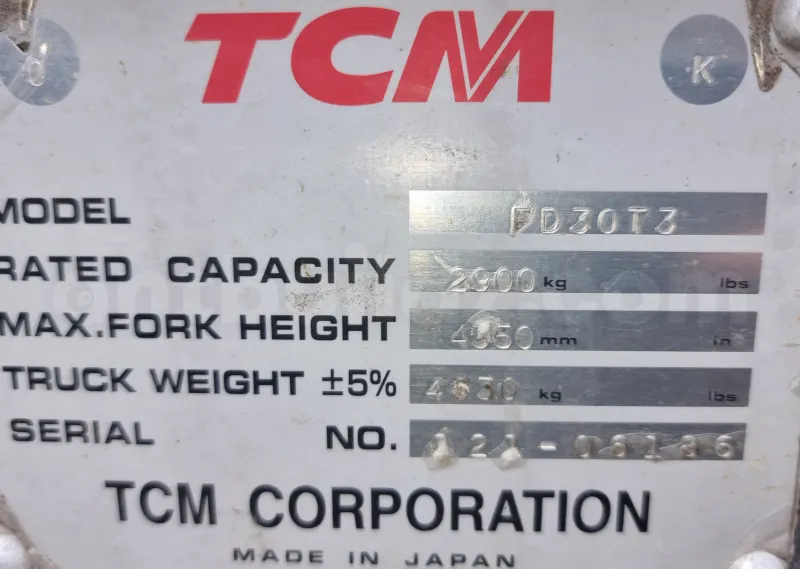 O TCM K
MODEL FD30T3
RATED CAPACITY 2900 kg lbs
MAX.FORK HEIGHT mm in
TRUCK WEIGHT ±5% 4630 kg lbs
SERIAL NO.
TCM CORPORATION
MADE IN JAPAN